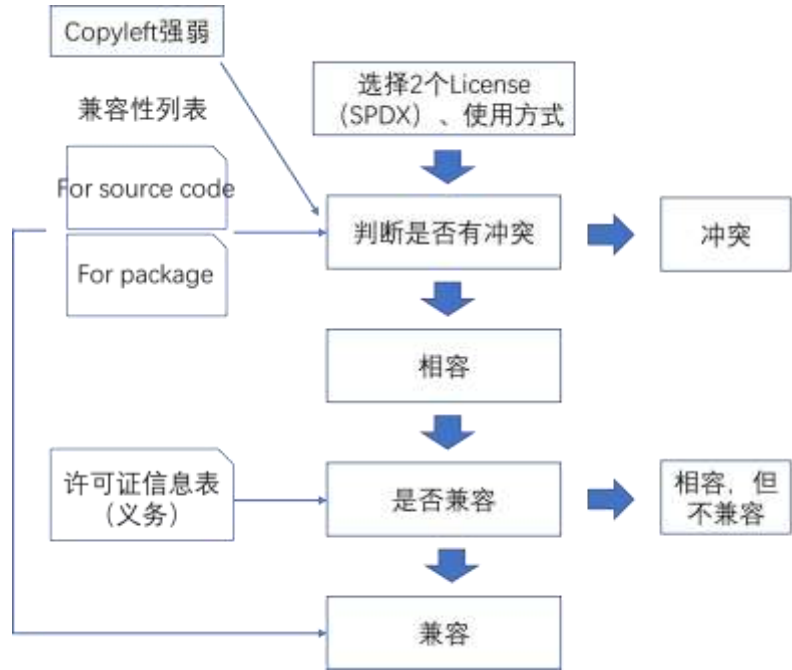 Copyleft强弱
选择2个License
（SPDX）、使用方式
兼容性列表
For source code
判断是否有冲突
冲突
For package
相容
许可证信息表
（义务）
是否兼容
相容，但
不兼容
兼容